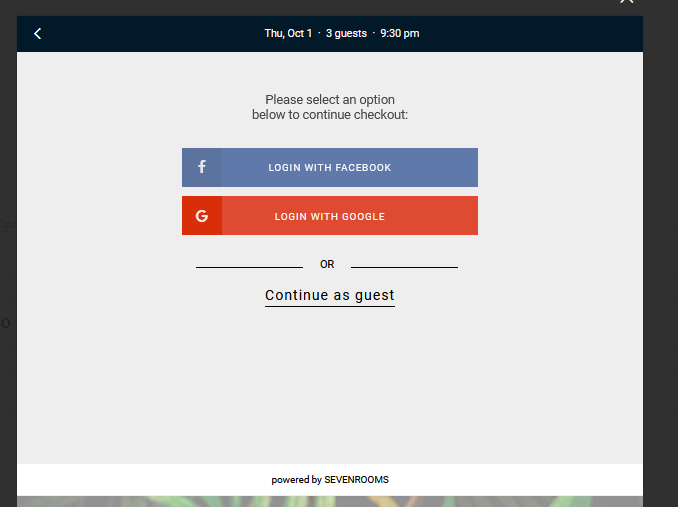 Thu, Oct 1 · 3 guests · 9:30 pm
Please select an option
below to continue checkout:
LOGIN WITH FACEBOOK
LOGIN WITH GOOGLE
OR
Continue as guest
powered by SEVENROOMS